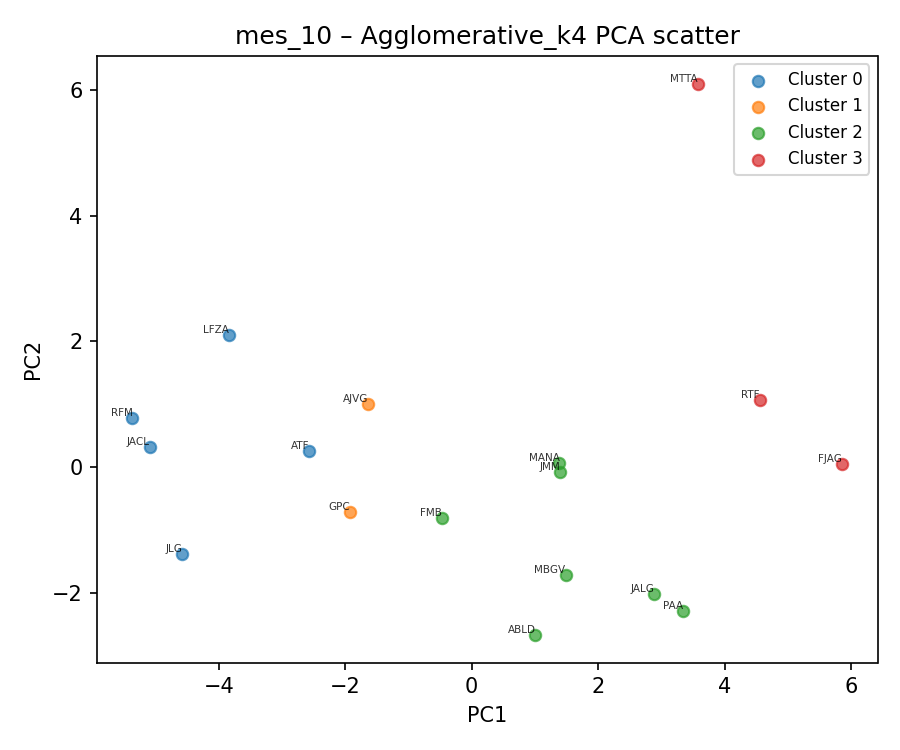 mes_10 – Agglomerative_k4 PCA scatter
MTTA
Cluster 0
Cluster 1
Cluster 2
Cluster 3
6
4
2
0
−2
PC2
LFZA
RFM
AJVG
JACL
ATF
RTF
MANA
JMM
FJAG
GPC
FMB
JLG
MBGV
JALG
PAA
ABLD
−4
−2
0
2
4
6
PC1